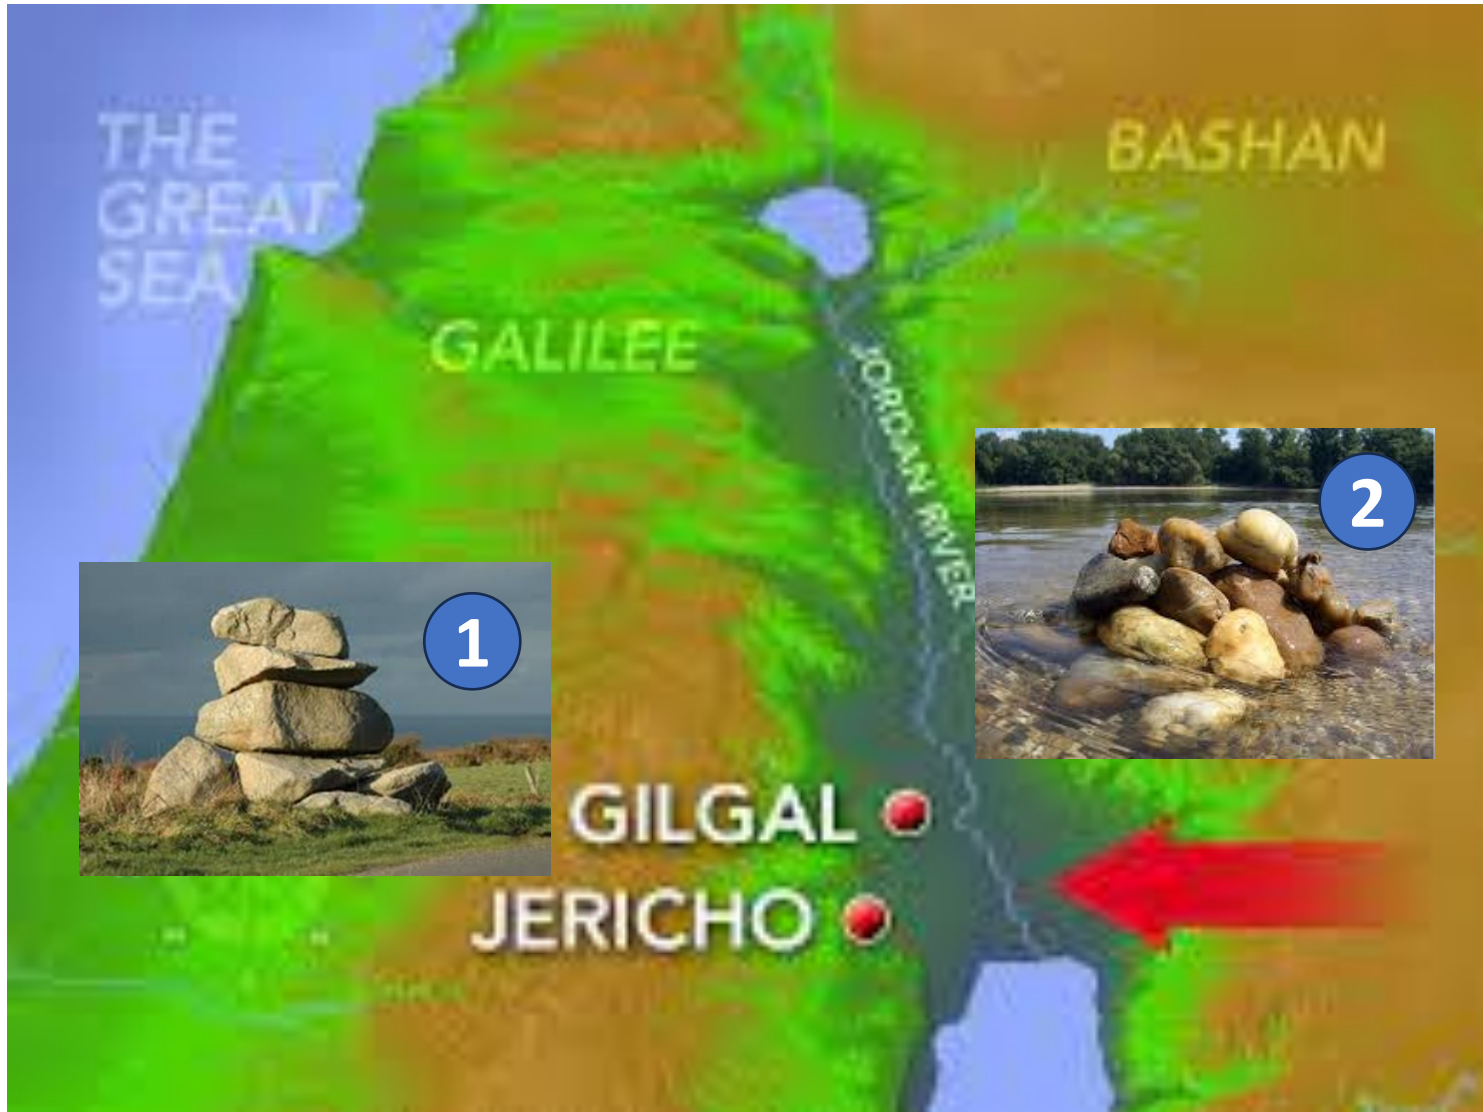 THE
GREAT
SEA
BASHAN
GALILEE
JORDAN RIVER
2
1
GILGAL
JERICHO